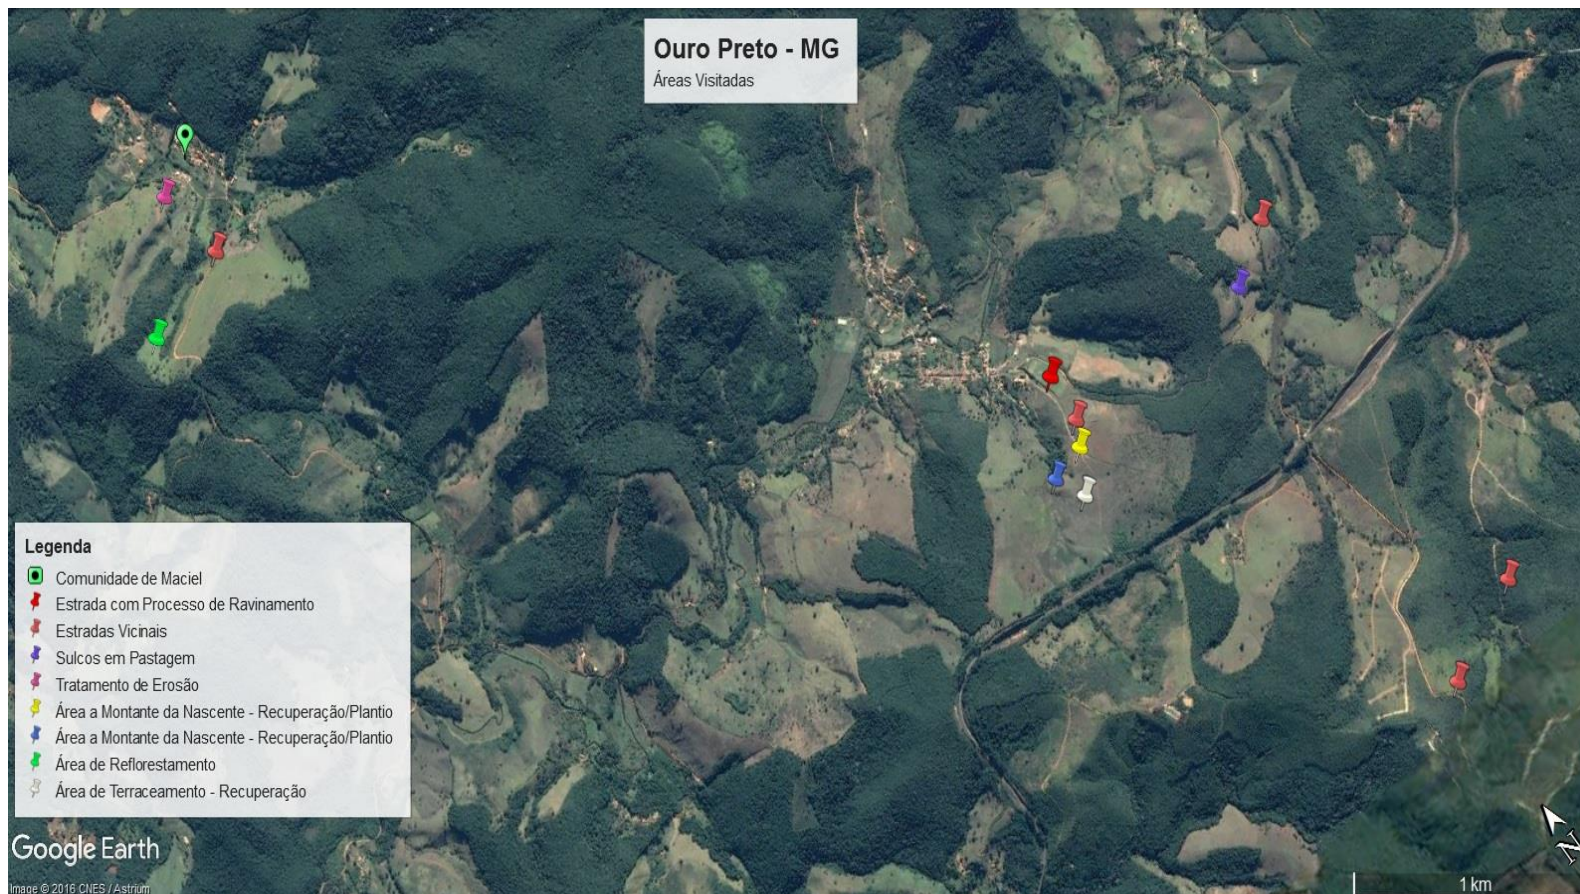 Ouro Preto - MG
Áreas Visitadas
Legenda
Comunidade de Maciel
Estrada com Processo de Ravinamento
Estradas Vicinais
Sulcos em Pastagem
Tratamento de Erosão
Área a Montante da Nascente - Recuperação/Plantio
Área a Montante da Nascente - Recuperação/Plantio
Área de Reflorestamento
Área de Terraceamento - Recuperação
Google Earth
Image © 2016 CNES / Astrium
N
1 km